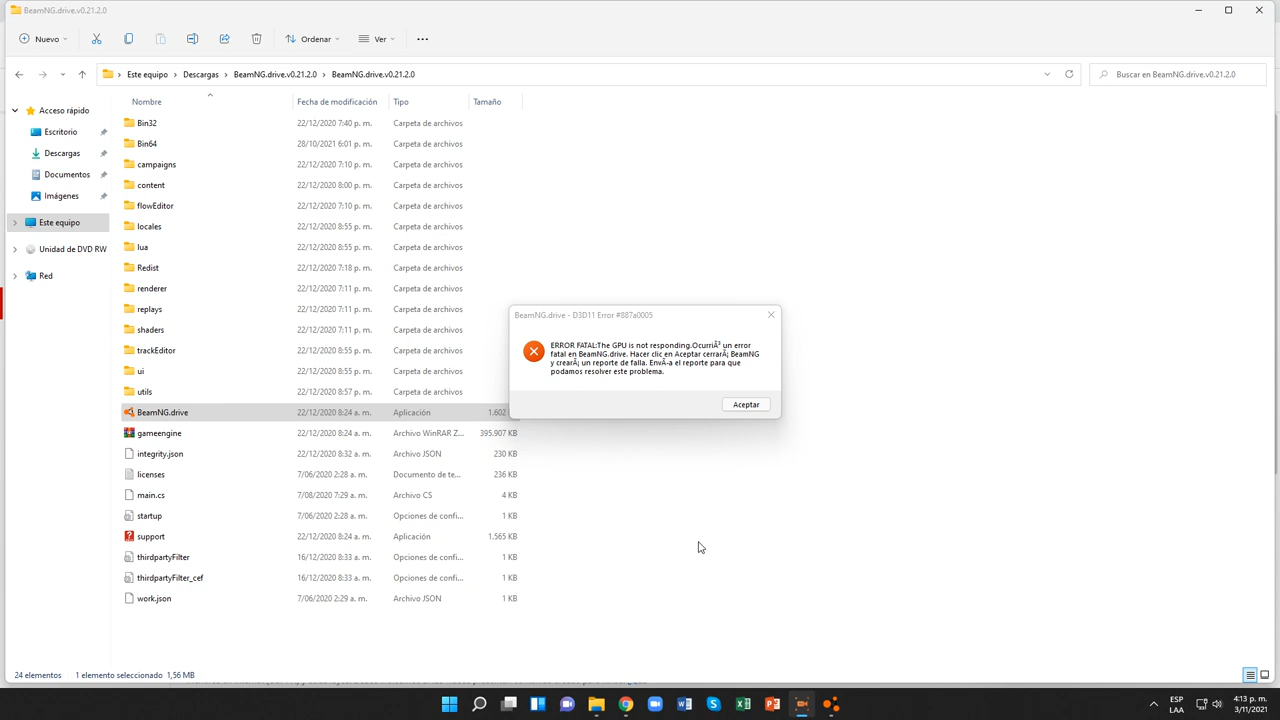 BeamNG.drive.v0.21.2.0
Nuevo
Ordenar
Ver
Este equipo > Descargas > BeamNG.drive.v0.21.2.0 > BeamNG.drive.v0.21.2.0
Buscar en BeamNG.drive.v0.21.2.0
Nombre Fecha de modificación Tipo Tamaño
Acceso rápido
Escritorio
Descargas
Documentos
Imágenes
Este equipo
Unidad de DVD RW
Red
Bin32 22/12/2020 7:40 p. m. Carpeta de archivos
Bin64 28/10/2021 6:01 p. m. Carpeta de archivos
campaigns 22/12/2020 7:10 p. m. Carpeta de archivos
content 22/12/2020 8:00 p. m. Carpeta de archivos
flowEditor 22/12/2020 7:10 p. m. Carpeta de archivos
locales 22/12/2020 8:55 p. m. Carpeta de archivos
lua 22/12/2020 8:55 p. m. Carpeta de archivos
Redist 22/12/2020 7:18 p. m. Carpeta de archivos
renderer 22/12/2020 7:11 p. m. Carpeta de archivos
replays 22/12/2020 7:11 p. m. Carpeta de archivos
shaders 22/12/2020 7:11 p. m. Carpeta de archivos
trackEditor 22/12/2020 8:55 p. m. Carpeta de archivos
ui 22/12/2020 8:55 p. m. Carpeta de archivos
utils 22/12/2020 8:57 p. m. Carpeta de archivos
BeamNG.drive 22/12/2020 8:24 a. m. Aplicación 1.602
gameengine 22/12/2020 8:24 a. m. Archivo WinRAR Z... 395.907 KB
integrity.json 22/12/2020 8:32 a. m. Archivo JSON 230 KB
licenses 7/06/2020 2:28 a. m. Documento de te... 236 KB
main.cs 7/08/2020 7:29 a. m. Archivo CS 4 KB
startup 7/06/2020 2:28 a. m. Opciones de confi... 1 KB
support 22/12/2020 8:24 a. m. Aplicación 1.565 KB
thirdpartyFilter 16/12/2020 8:33 a. m. Opciones de confi... 1 KB
thirdpartyFilter_cef 16/12/2020 8:33 a. m. Opciones de confi... 1 KB
work.json 7/06/2020 2:29 a. m. Archivo JSON 1 KB
BeamNG.drive - D3D11 Error #887a0005
ERROR FATAL:The GPU is not responding.OcurriÃ³ un error
fatal en BeamNG.drive. Hacer clic en Aceptar cerrarÃ¡ BeamNG
y crearÃ¡ un reporte de falla. EnvÃ­a el reporte para que
podamos resolver este problema.
Aceptar
24 elementos 1 elemento seleccionado 1,56 MB
ESP
LAA
4:13 p. m.
3/11/2021